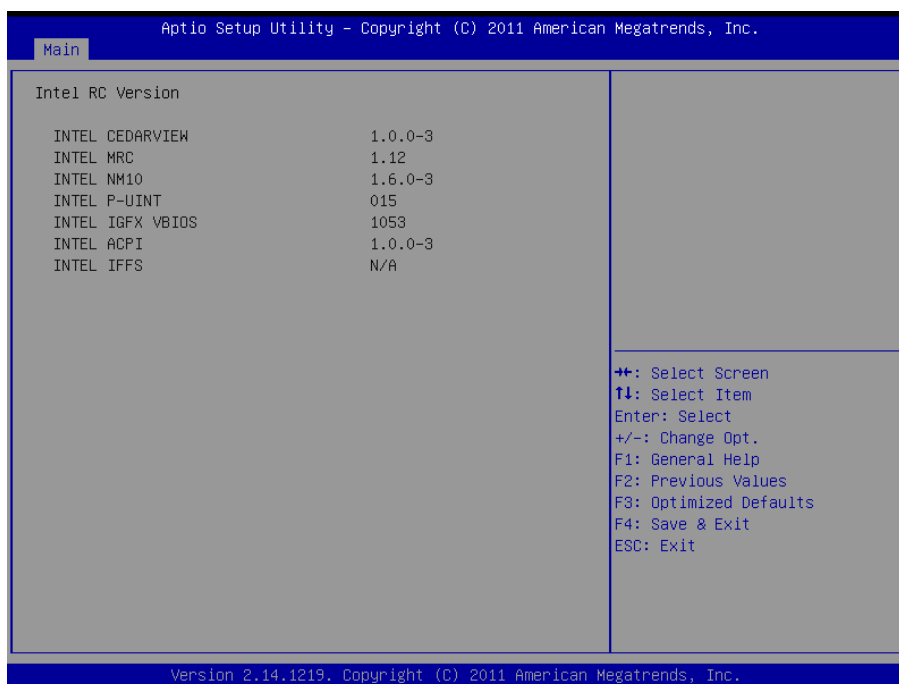 Aptio Setup Utility – Copyright (C) 2011 American Megatrends, Inc.
Main
Intel RC Version
INTEL CEDARVIEW 1.0.0-3
INTEL MRC 1.12
INTEL NM10 1.6.0-3
INTEL P-UINT 015
INTEL IGFX VBIOS 1053
INTEL ACPI 1.0.0-3
INTEL IFFS N/A
→←: Select Screen
↑↓: Select Item
Enter: Select
+/-: Change Opt.
F1: General Help
F2: Previous Values
F3: Optimized Defaults
F4: Save & Exit
ESC: Exit
Version 2.14.1219. Copyright (C) 2011 American Megatrends, Inc.